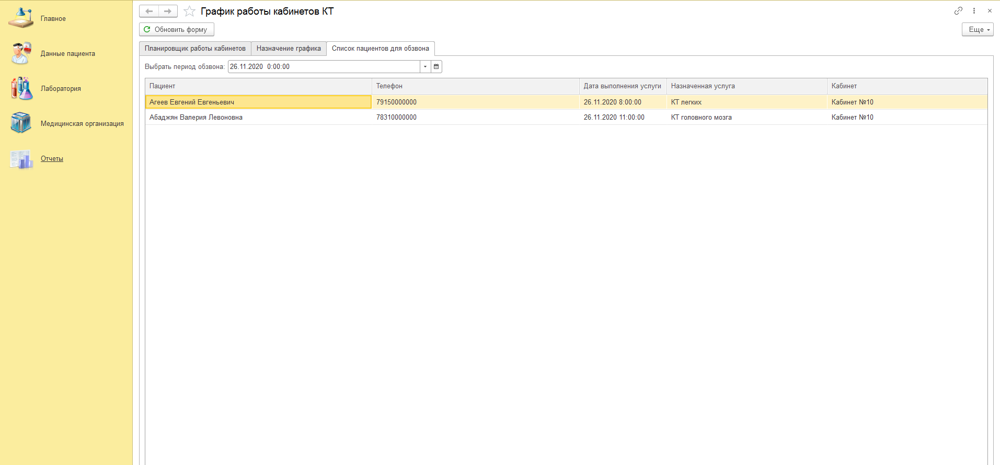 Главное
Данные пациента
Лаборатория
Медицинская организация
Отчеты
График работы кабинетов КТ
Обновить форму
Еще
Планировщик работы кабинетов Назначение графика Список пациентов для обзвона
Выбрать период обзвона: 26.11.2020 0:00:00
Пациент Телефон Дата выполнения услуги Назначенная услуга Кабинет
Агеев Евгений Евгеньевич 79150000000 26.11.2020 8:00:00 КТ легких Кабинет №10
Абаджян Валерия Левоновна 78310000000 26.11.2020 11:00:00 КТ головного мозга Кабинет №10